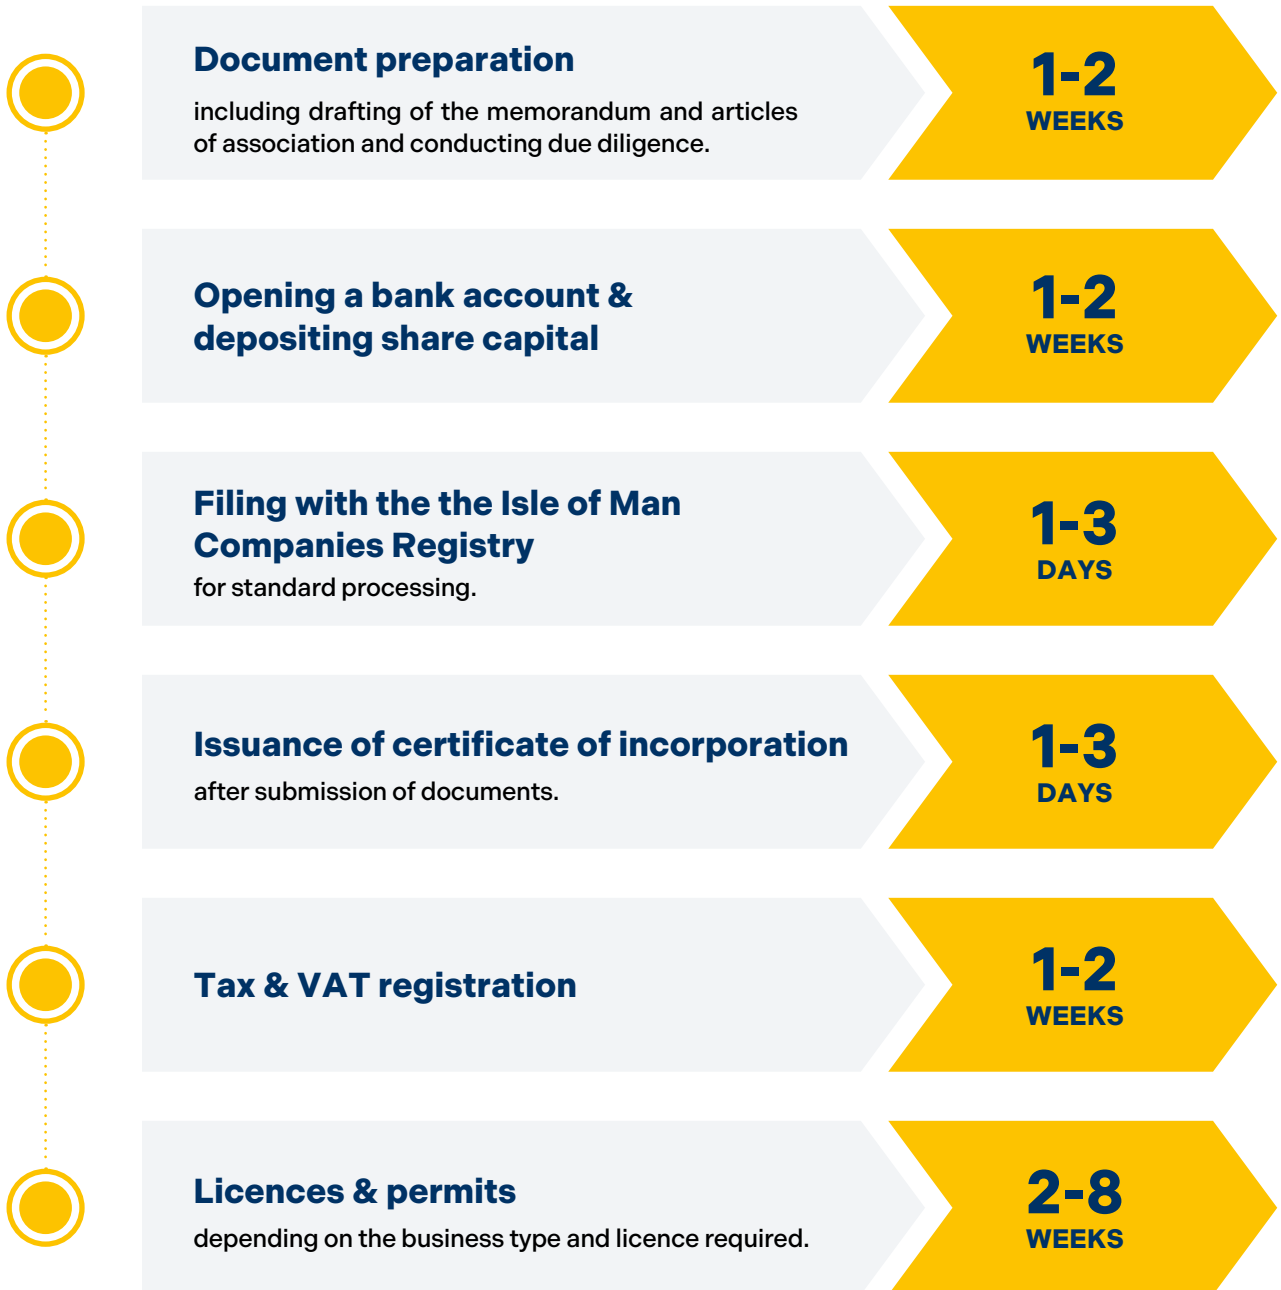 Document preparation
including drafting of the memorandum and articles
of association and conducting due diligence.
1-2
WEEKS
Opening a bank account &
depositing share capital
1-2
WEEKS
Filing with the the Isle of Man
Companies Registry
for standard processing.
1-3
DAYS
Issuance of certificate of incorporation
after submission of documents.
1-3
DAYS
Tax & VAT registration
1-2
WEEKS
Licences & permits
depending on the business type and licence required.
2-8
WEEKS